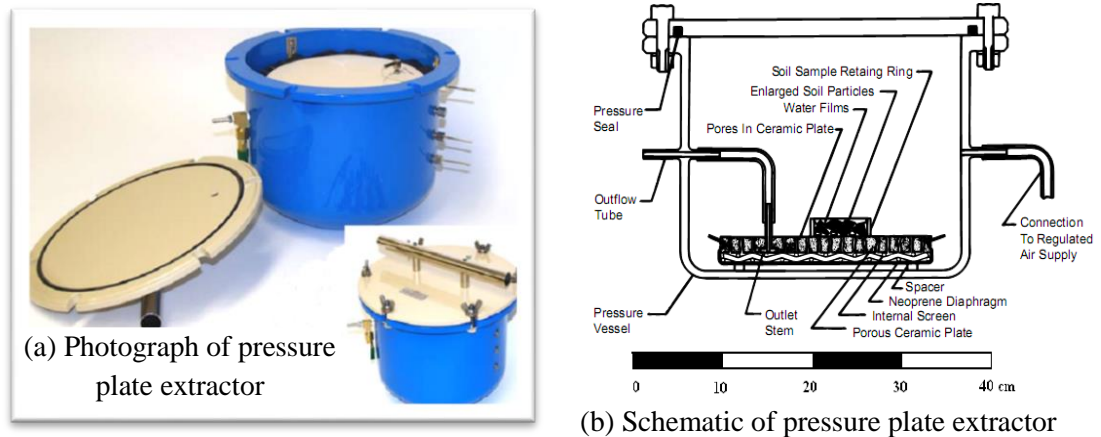 (a) Photograph of pressure
plate extractor
Soil Sample Retaing Ring
Enlarged Soil Particles
Water Films
Pores In Ceramic Plate
Pressure
Seal
Outflow
Tube
Connection
To Regulated
Air Supply
Spacer
Neoprene Diaphragm
Internal Screen
Porous Ceramic Plate
Outlet
Stem
Pressure
Vessel
0 10 20 30 40 cm
(b) Schematic of pressure plate extractor